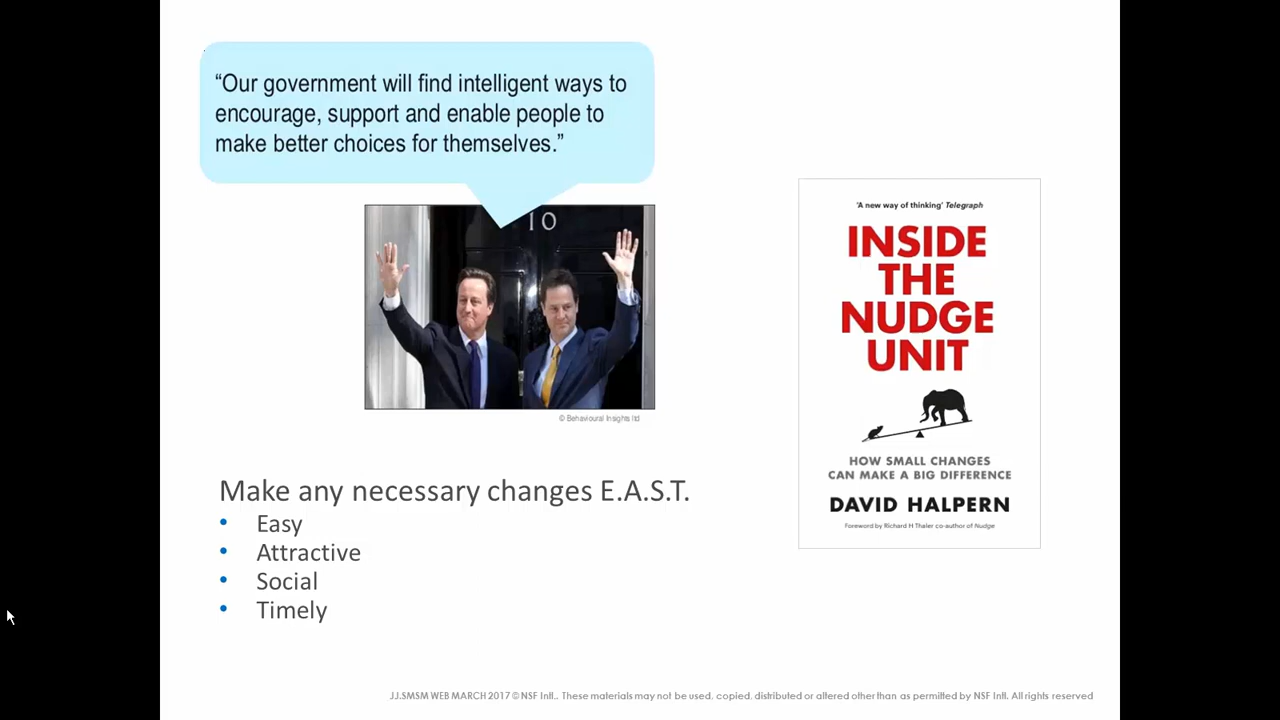 “Our government will find intelligent ways to
encourage, support and enable people to
make better choices for themselves.”
10
© Behavioural Insights ltd
‘A new way of thinking’ Telegraph
INSIDE
THE
NUDGE
UNIT
HOW SMALL CHANGES
CAN MAKE A BIG DIFFERENCE
DAVID HALPERN
Foreword by Richard H Thaler co-author of Nudge
Make any necessary changes E.A.S.T.
• Easy
• Attractive
• Social
• Timely
JJ.SMSM WEB MARCH 2017 © NSF Intl.. These materials may not be used, copied, distributed or altered other than as permitted by NSF Intl. All rights reserved